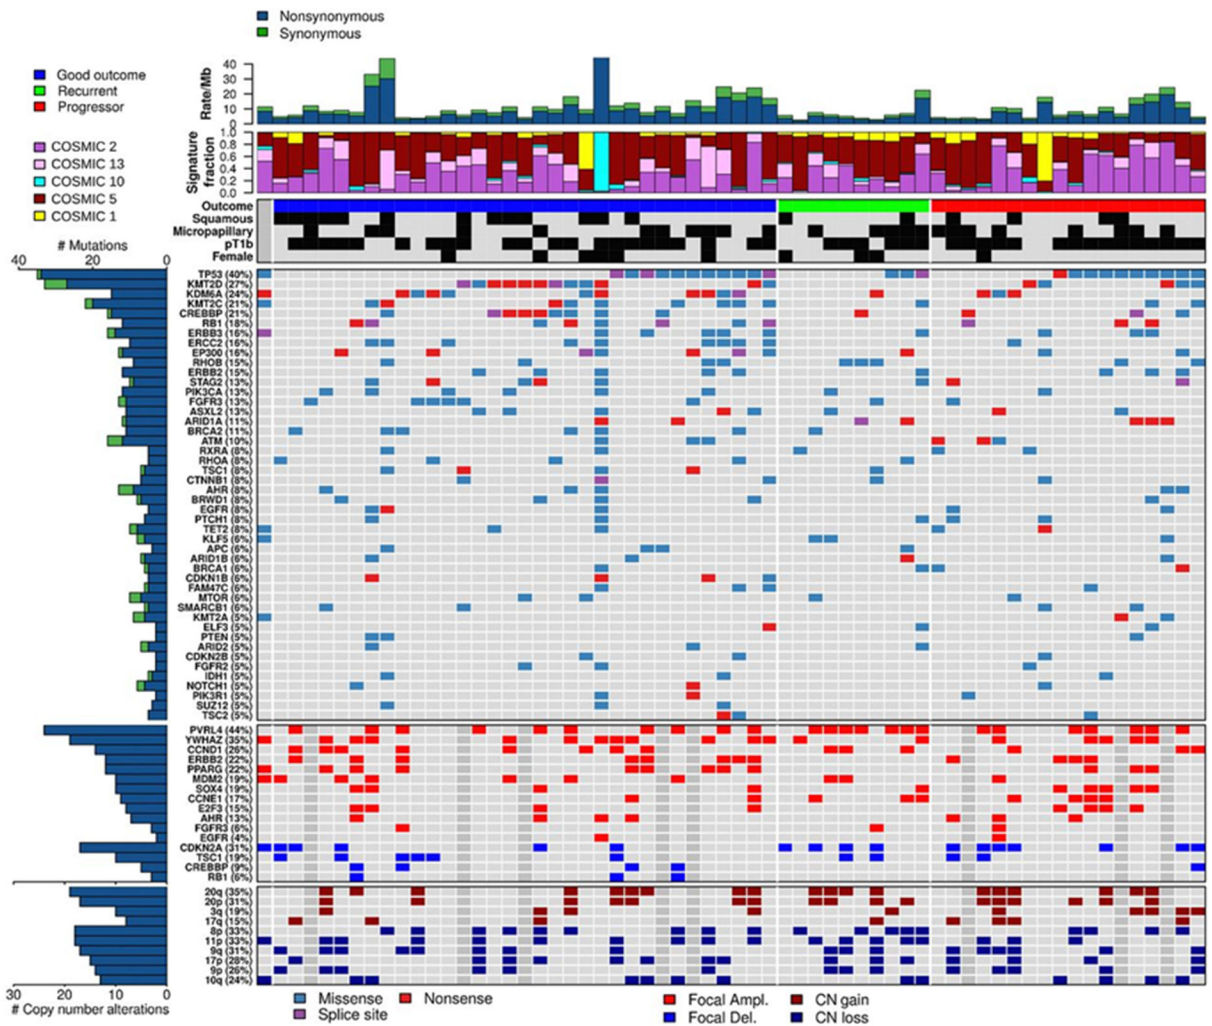 Nonsynonymous
Synonymous
Good outcome
Recurrent
Progressor
COSMIC 2
COSMIC 13
COSMIC 10
COSMIC 5
COSMIC 1
Rate/Mb
40
30
20
10
0
Signature fraction
1.0
0.8
0.6
0.4
0.2
0.0
Outcome
Squamous
Micropapillary
pT1b
Female
# Mutations
40 20 0
TP53 (40%)
KMT2D (27%)
KDM6A (24%)
KMT2C (21%)
CREBBP (21%)
RB1 (18%)
ERBB3 (16%)
ERCC2 (16%)
EP300 (16%)
RHOB (15%)
ERBB2 (15%)
STAG2 (13%)
PIK3CA (13%)
FGFR3 (13%)
ASXL2 (13%)
ARID1A (11%)
BRCA2 (11%)
ATM (10%)
RXRA (8%)
RHOA (8%)
TSC1 (8%)
CTNNB1 (8%)
AHR (8%)
BRWD1 (8%)
EGFR (8%)
PTCH1 (8%)
TET2 (8%)
KLF5 (6%)
APC (6%)
ARID1B (6%)
BRCA1 (6%)
CDKN1B (6%)
FAM47C (6%)
MTOR (6%)
SMARCB1 (6%)
KMT2A (5%)
ELF3 (5%)
PTEN (5%)
ARID2 (5%)
CDKN2B (5%)
FGFR2 (5%)
IDH1 (5%)
NOTCH1 (5%)
PIK3R1 (5%)
SUZ12 (5%)
TSC2 (5%)
PVRL4 (44%)
YWHAZ (35%)
CCND1 (26%)
ERBB2 (22%)
PPARG (22%)
MDM2 (19%)
SOX4 (19%)
CCNE1 (17%)
E2F3 (15%)
AHR (13%)
FGFR3 (6%)
EGFR (4%)
CDKN2A (31%)
TSC1 (19%)
CREBBP (9%)
RB1 (6%)
20q (35%)
20p (31%)
3q (19%)
17q (15%)
8p (33%)
11p (33%)
9q (31%)
17p (28%)
9p (26%)
10q (24%)
30 20 10 0
# Copy number alterations
Missense
Nonsense
Splice site
Focal Ampl.
Focal Del.
CN gain
CN loss